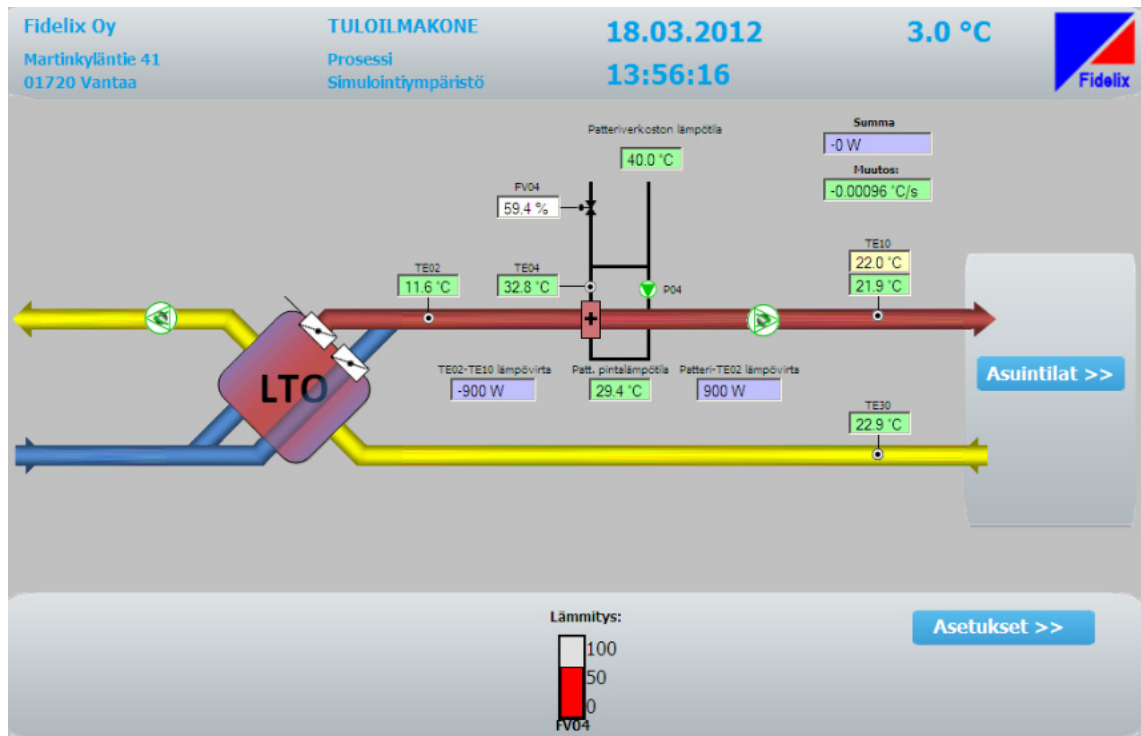 Fidelix Oy
Martinkyläntie 41
01720 Vantaa
TULOILMAKONE
Prosessi
Simulointiympäristö
18.03.2012
13:56:16
3.0 °C
Fidelix
Patteriverkoston lämpötila
40.0 °C
Summa
-0 W
Muutos:
-0.00096 °C/s
FV04
59.4 %
TE02
11.6 °C
TE04
32.8 °C
P04
TE10
22.0 °C
21.9 °C
LTO
TE02-TE10 lämpövirta
-900 W
Patt. pintalämpötila
29.4 °C
Patteri-TE02 lämpövirta
900 W
Asuintilat >>
TE30
22.9 °C
Lämmitys:
100
50
0
FV04
Asetukset >>